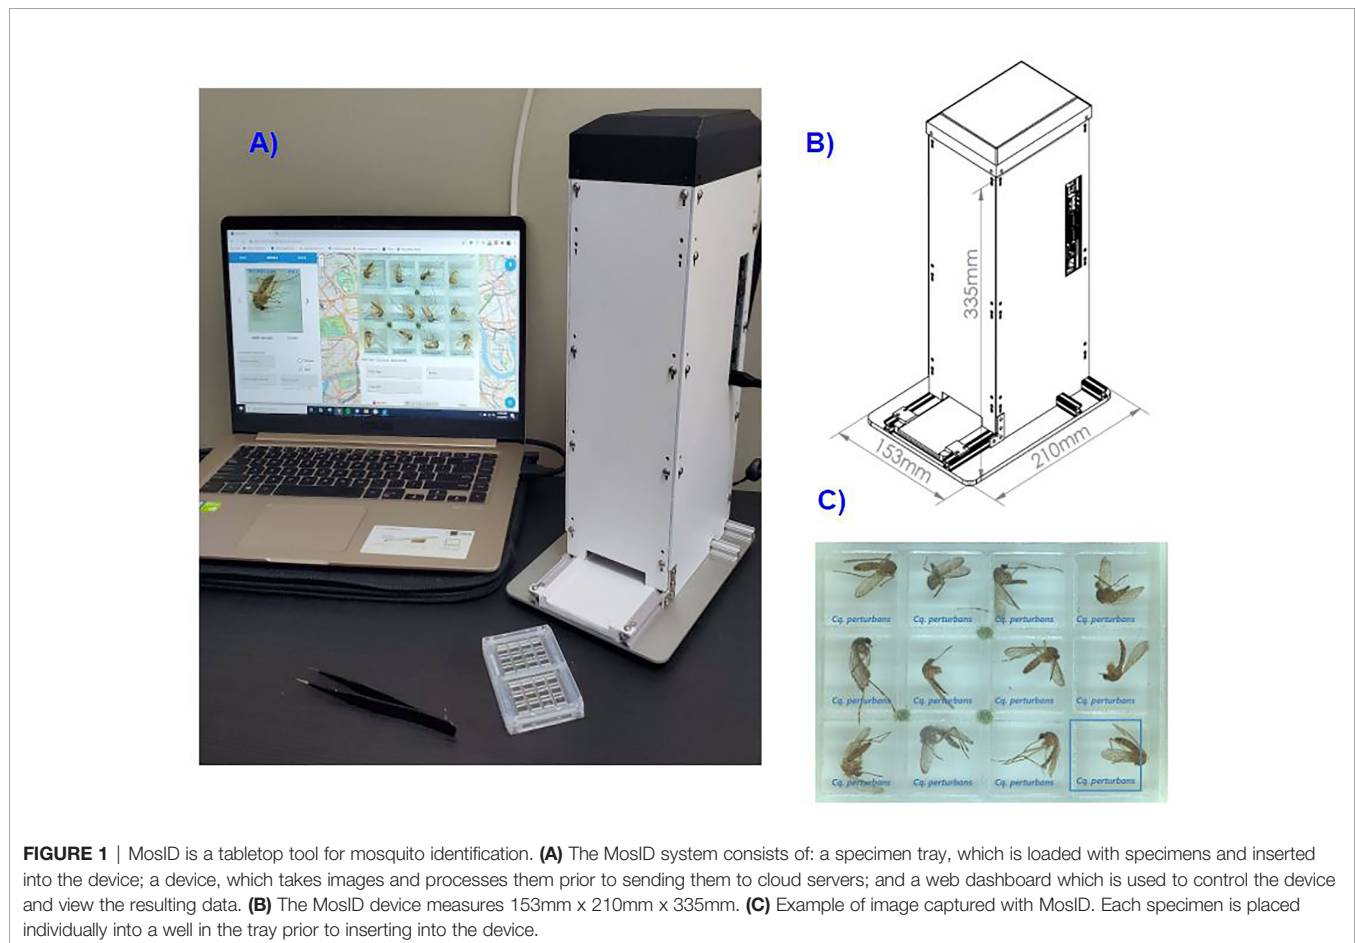 A)
B)
335mm
153mm
210mm
C)
Cq. perturbans Cq. perturbans Cq. perturbans Cq. perturbans
Cq. perturbans Cq. perturbans Cq. perturbans Cq. perturbans
Cq. perturbans Cq. perturbans Cq. perturbans Cq. perturbans
FIGURE 1 | MosID is a tabletop tool for mosquito identification. (A) The MosID system consists of: a specimen tray, which is loaded with specimens and inserted
into the device; a device, which takes images and processes them prior to sending them to cloud servers; and a web dashboard which is used to control the device
and view the resulting data. (B) The MosID device measures 153mm x 210mm x 335mm. (C) Example of image captured with MosID. Each specimen is placed
individually into a well in the tray prior to inserting into the device.